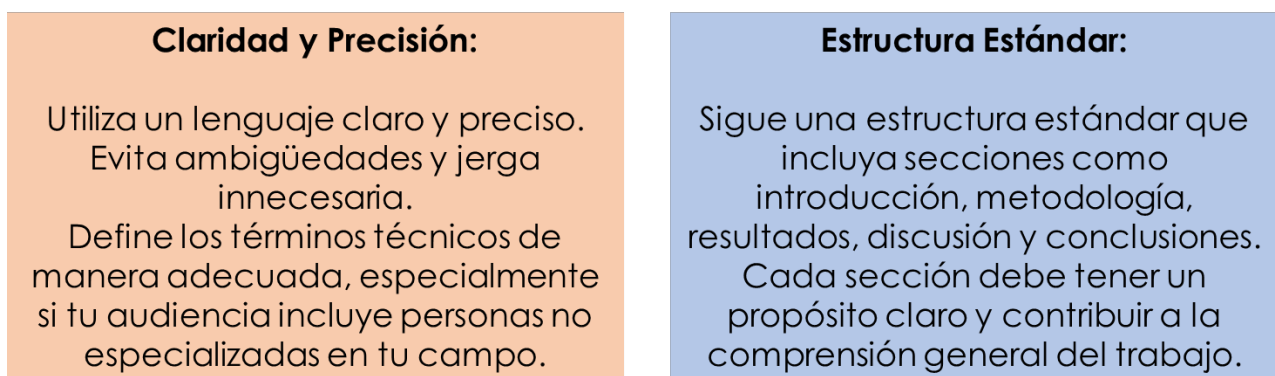 Claridad y Precisión:
Utiliza un lenguaje claro y preciso.
Evita ambigüedades y jerga
innecesaria.
Define los términos técnicos de
manera adecuada, especialmente
si tu audiencia incluye personas no
especializadas en tu campo.
Estructura Estándar:
Sigue una estructura estándar que
incluya secciones como
introducción, metodología,
resultados, discusión y conclusiones.
Cada sección debe tener un
propósito claro y contribuir a la
comprensión general del trabajo.